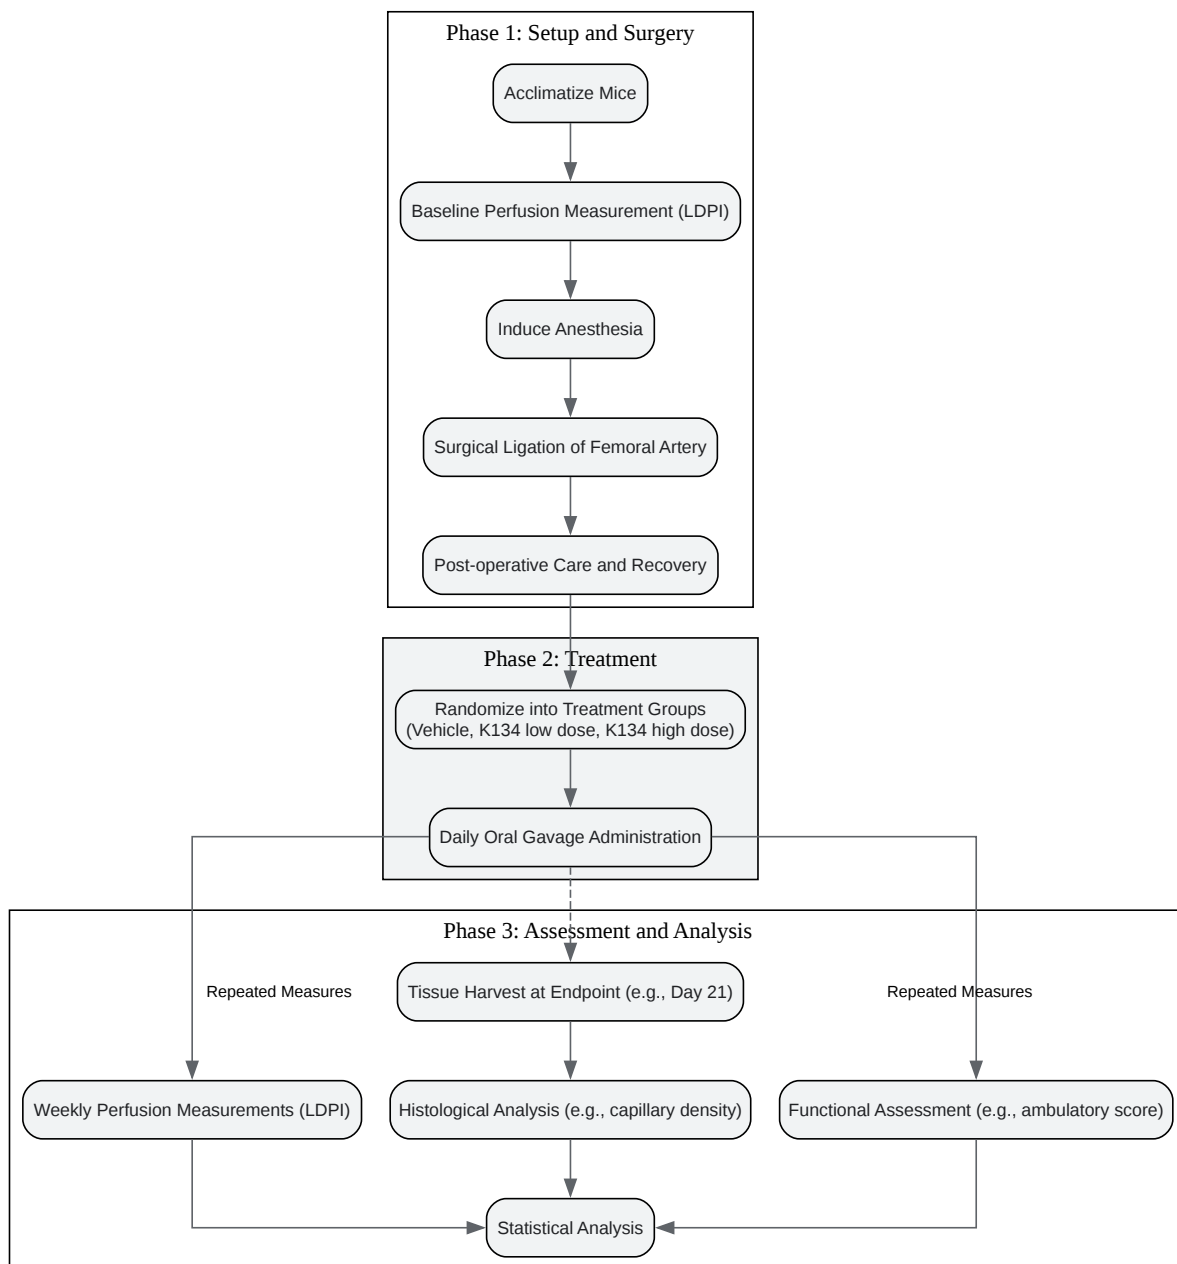 Phase 1: Setup and Surgery
Acclimatize Mice
Baseline Perfusion Measurement (LDPI)
Induce Anesthesia
Surgical Ligation of Femoral Artery
Post-operative Care and Recovery
Phase 2: Treatment
Randomize into Treatment Groups
(Vehicle, K134 low dose, K134 high dose)
Daily Oral Gavage Administration
Phase 3: Assessment and Analysis
Tissue Harvest at Endpoint (e.g., Day 21)
Repeated Measures
Repeated Measures
Weekly Perfusion Measurements (LDPI)
Histological Analysis (e.g., capillary density)
Functional Assessment (e.g., ambulatory score)
Statistical Analysis